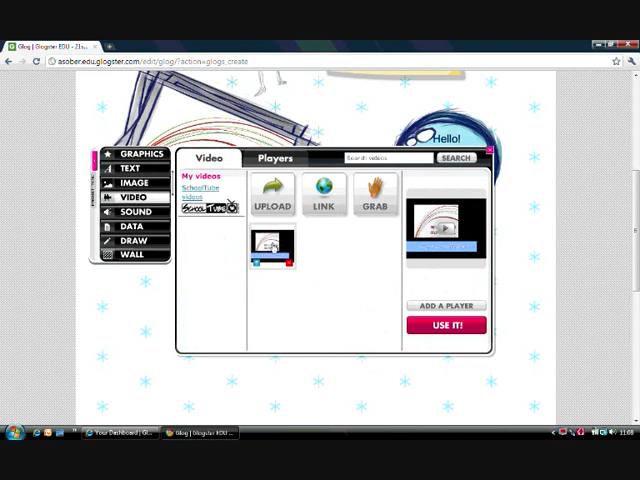 Glog | Glogster EDU - 21s...
asober.edu.glogster.com/edit/glog/?action=glogs_create
Hello!
GRAPHICS
TEXT
IMAGE
VIDEO
SOUND
DATA
DRAW
WALL
Video
Players
Search videos
SEARCH
My videos
SchoolTube
videos
SCHOOLTUBE
UPLOAD
LINK
GRAB
ADD A PLAYER
USE IT!
Your Dashboard | Gl...
Glog | Glogster EDU ...
11:08